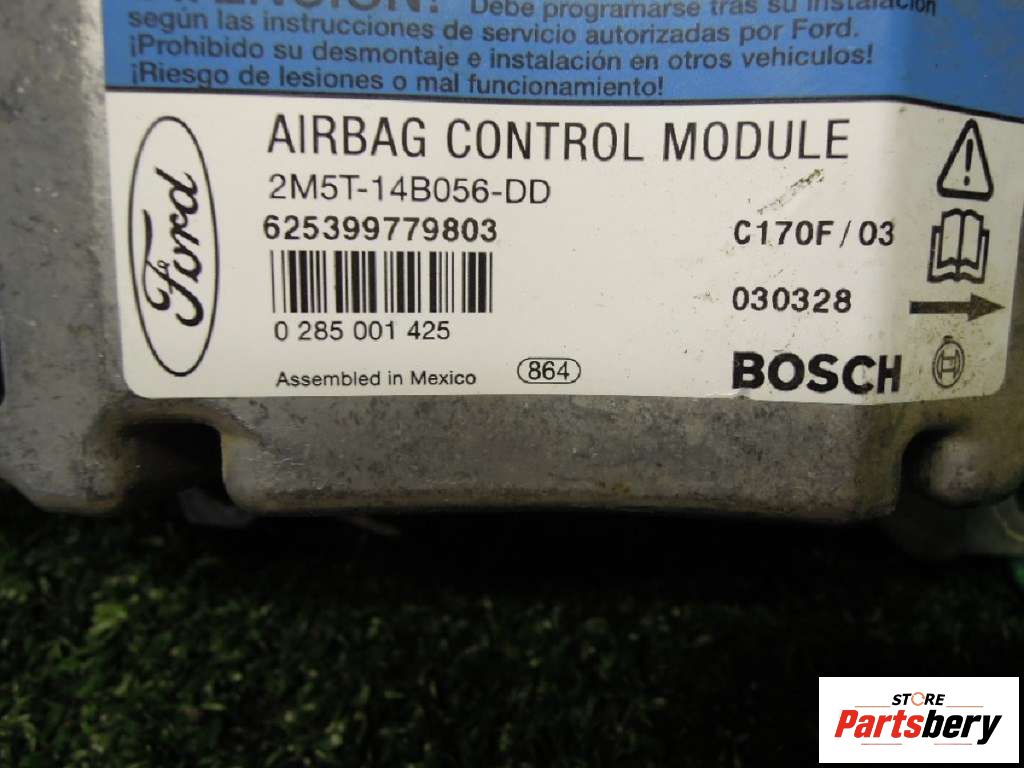 ¡ATENCIÓN! Debe programarse tras su instalación
según las instrucciones de servicio autorizadas por Ford.
¡Prohibido su desmontaje e instalación en otros vehiculos!
¡Riesgo de lesiones o mal funcionamiento!
Ford
AIRBAG CONTROL MODULE
2M5T-14B056-DD
625399779803
C170F/03
030328
0 285 001 425
Assembled in Mexico
864
BOSCH
STORE
Partsbery